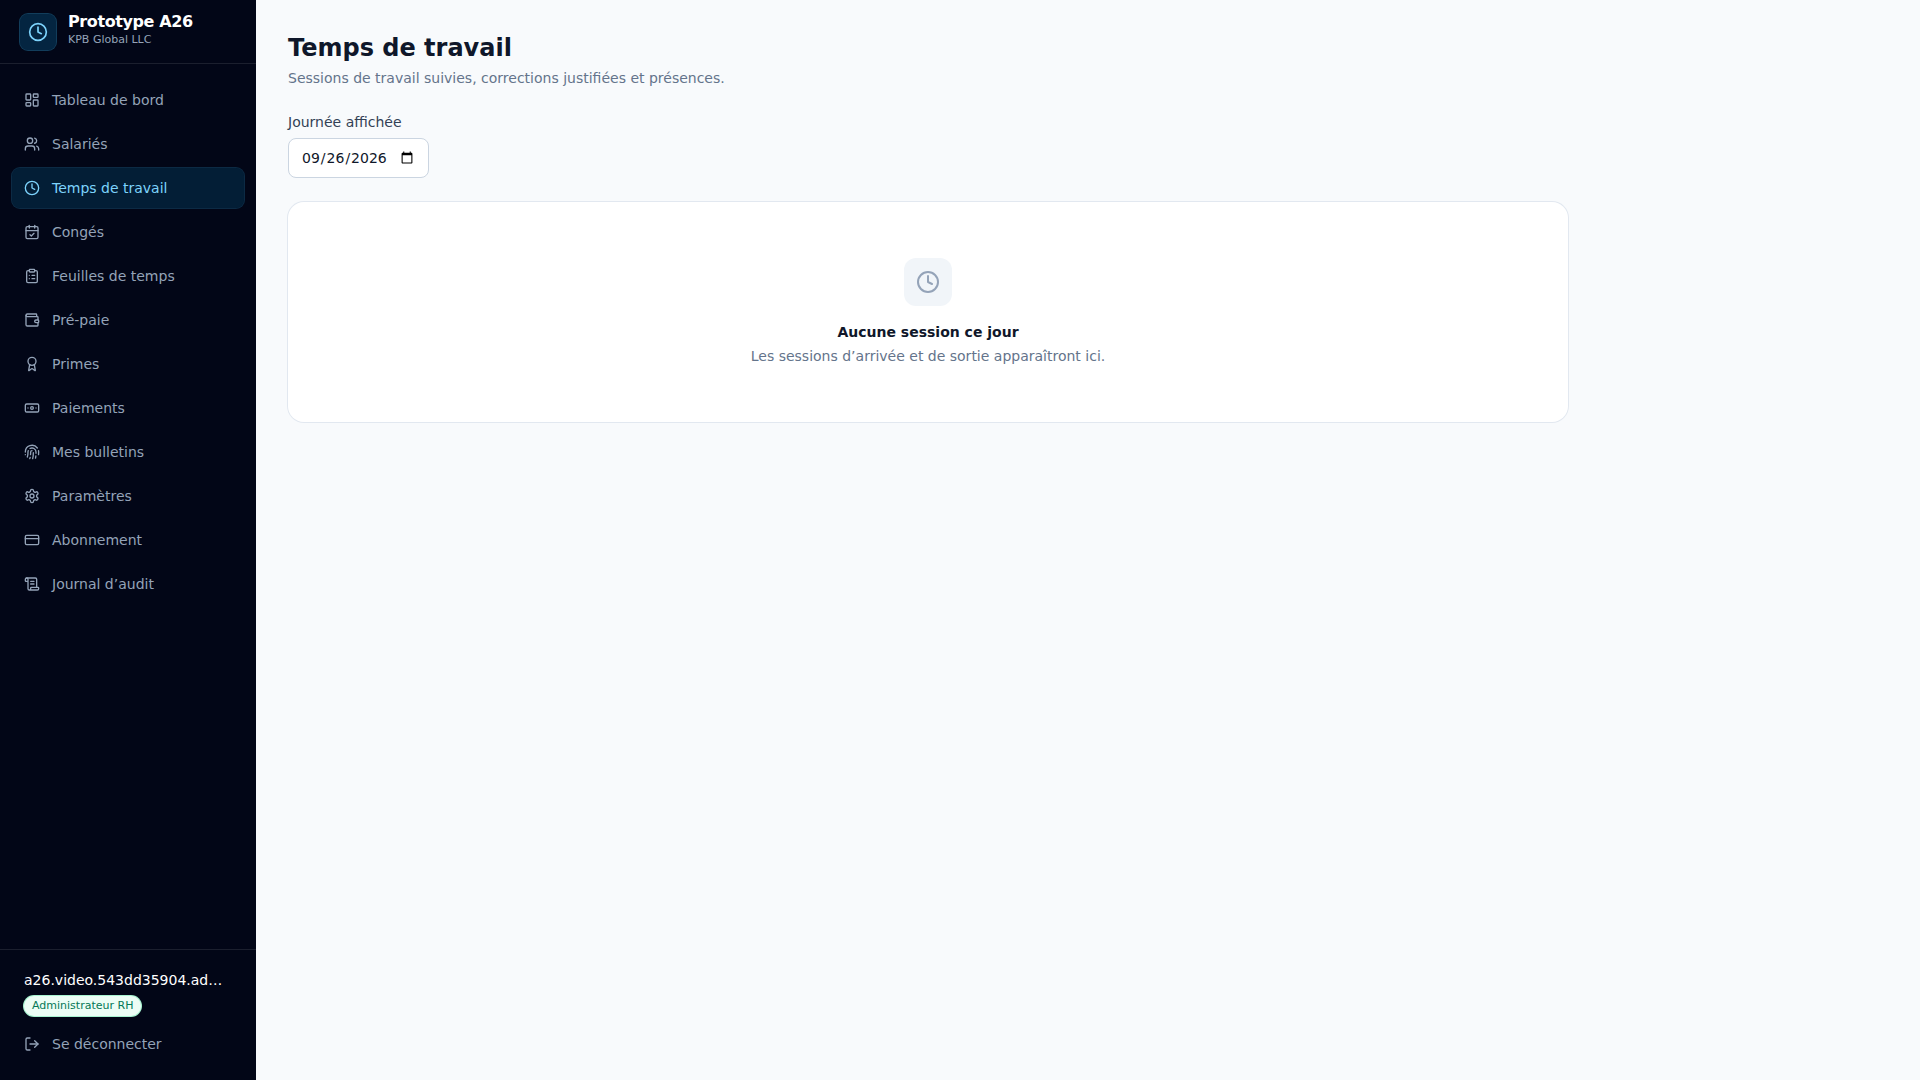 Prototype A26
KPB Global LLC
Tableau de bord
Salariés
Temps de travail
Congés
Feuilles de temps
Pré-paie
Primes
Paiements
Mes bulletins
Paramètres
Abonnement
Journal d’audit
a26.video.543dd35904.ad…
Administrateur RH
Se déconnecter
Temps de travail
Sessions de travail suivies, corrections justifiées et présences.
Journée affichée
09/26/2026
Aucune session ce jour
Les sessions d’arrivée et de sortie apparaîtront ici.